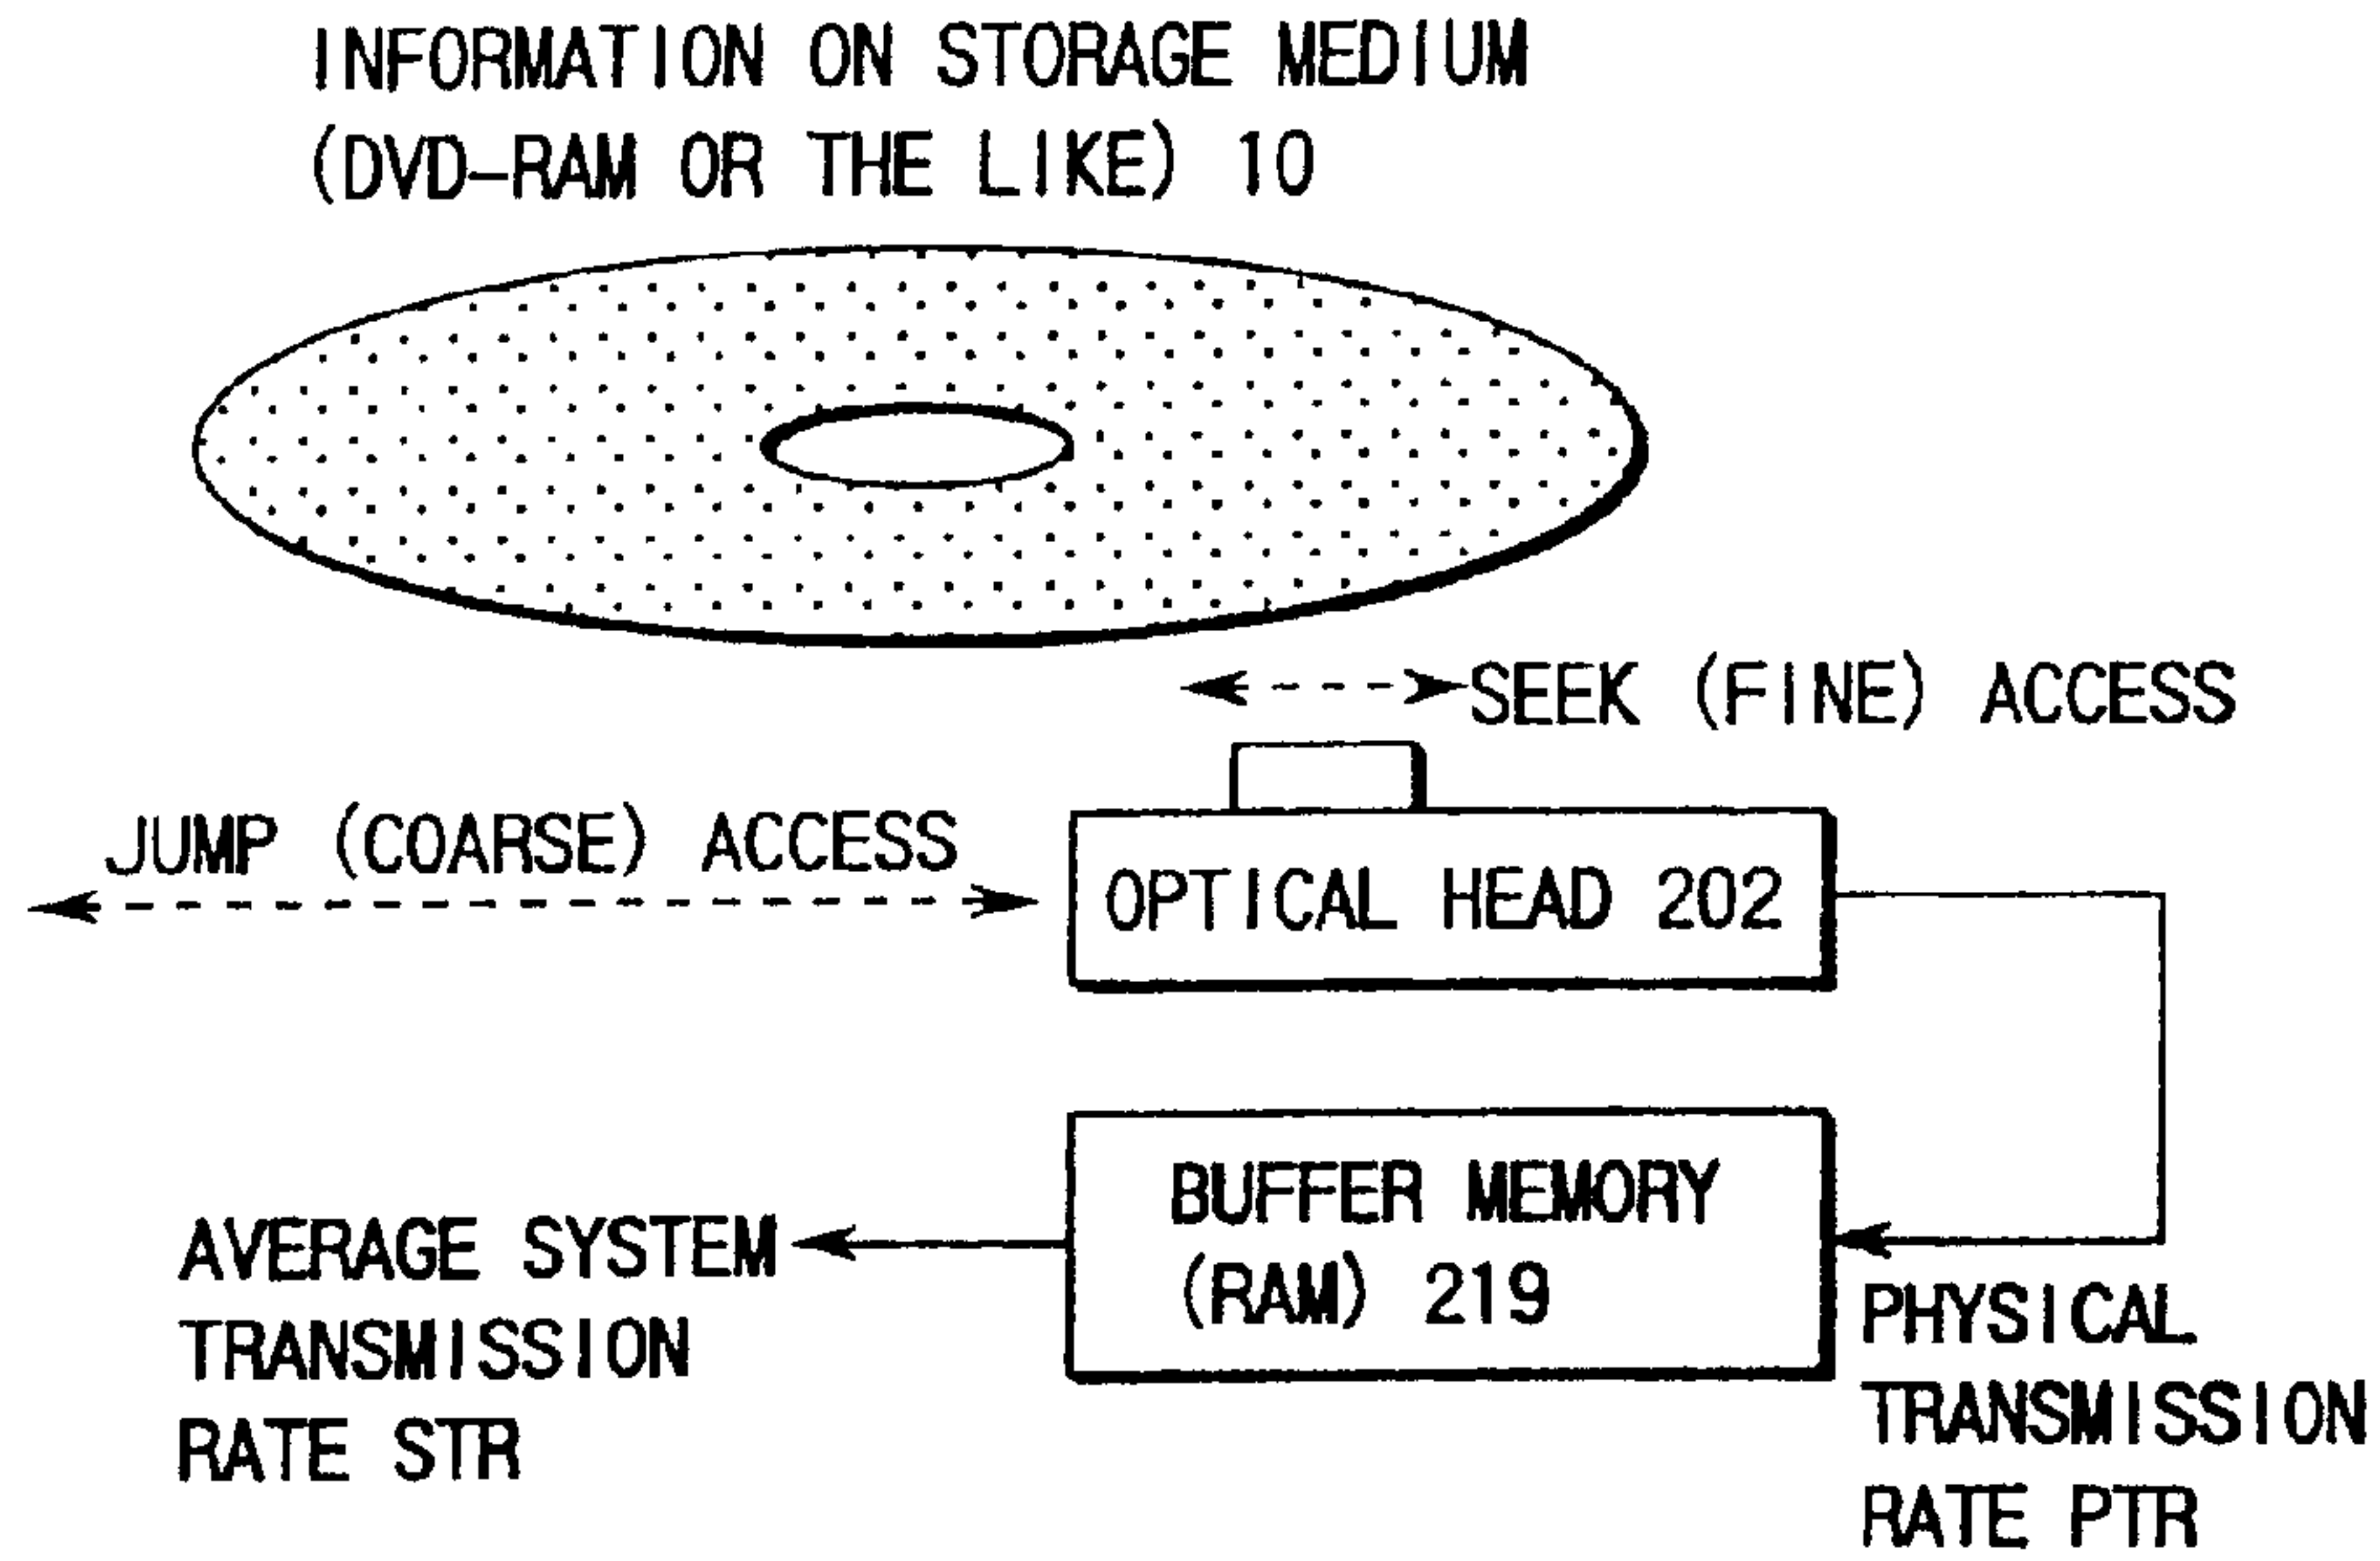 INFORMATION ON STORAGE MEDIUM
(DVD-RAM OR THE LIKE) 10
SEEK (FINE) ACCESS
JUMP (COARSE) ACCESS
OPTICAL HEAD 202
BUFFER MEMORY
(RAM) 219
AVERAGE SYSTEM
TRANSMISSION
RATE STR
PHYSICAL
TRANSMISSION
RATE PTR